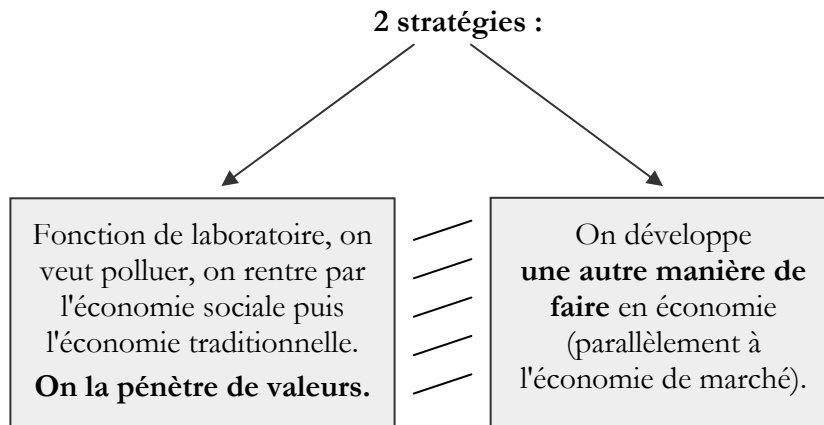 2 stratégies :
Fonction de laboratoire, on
veut polluer, on rentre par
l'économie sociale puis
l'économie traditionnelle.
On la pénètre de valeurs.
On développe
une autre manière de
faire en économie
(parallèlement à
l'économie de marché).